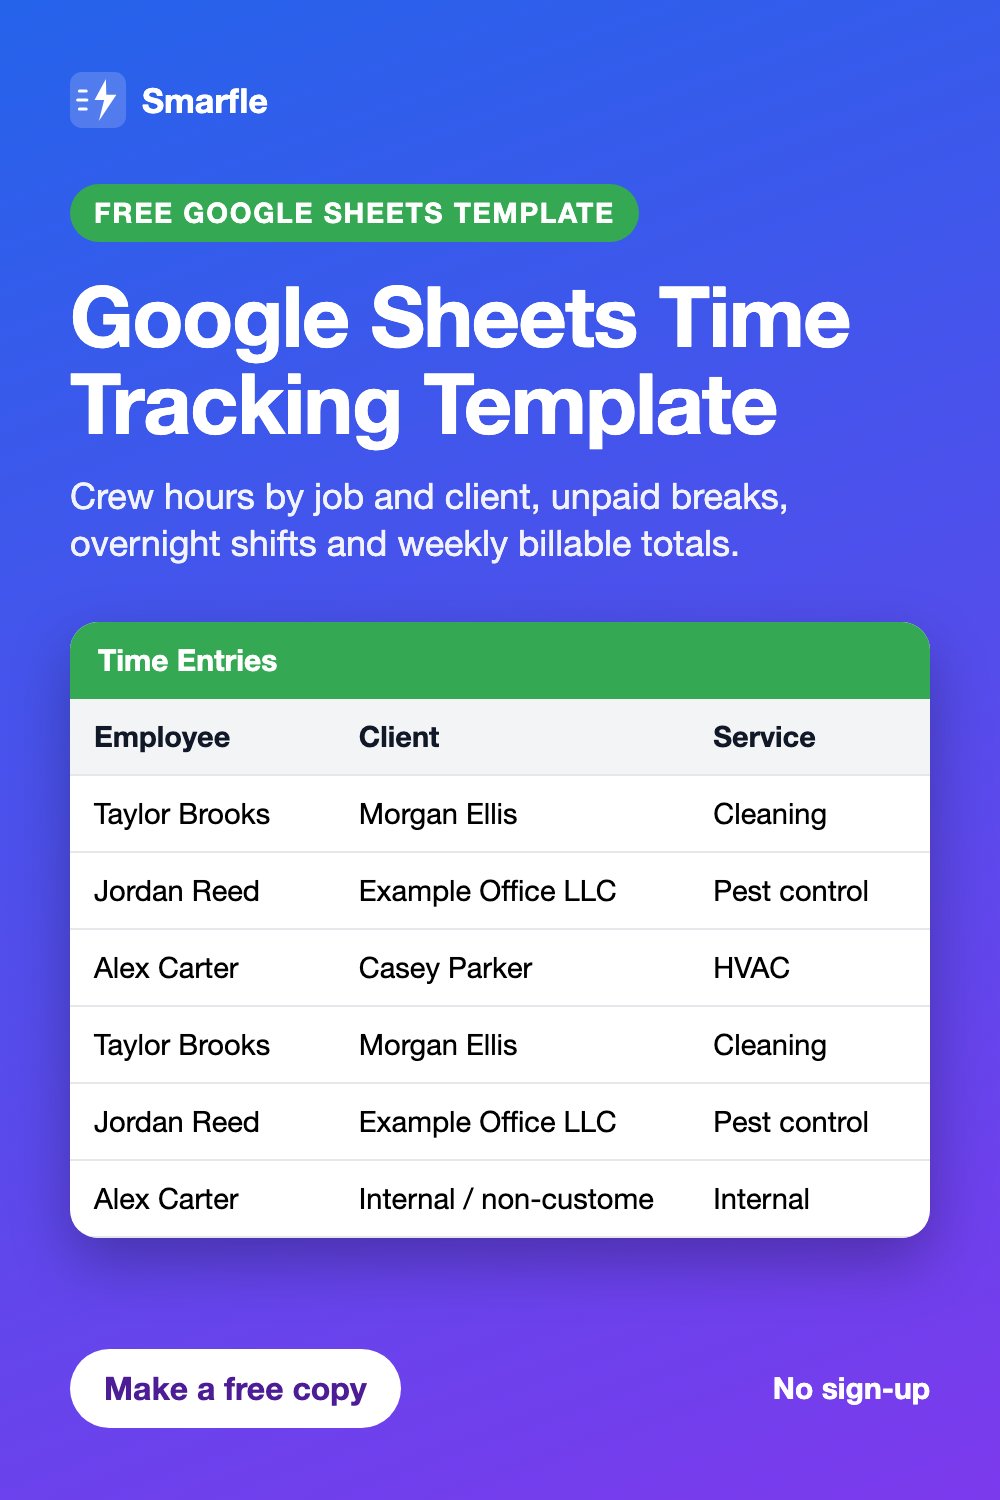 Smarfle
FREE GOOGLE SHEETS TEMPLATE
Google Sheets Time
Tracking Template
Crew hours by job and client, unpaid breaks,
overnight shifts and weekly billable totals.
Time Entries
Employee Client Service
Taylor Brooks Morgan Ellis Cleaning
Jordan Reed Example Office LLC Pest control
Alex Carter Casey Parker HVAC
Taylor Brooks Morgan Ellis Cleaning
Jordan Reed Example Office LLC Pest control
Alex Carter Internal / non-custome Internal
Make a free copy No sign-up